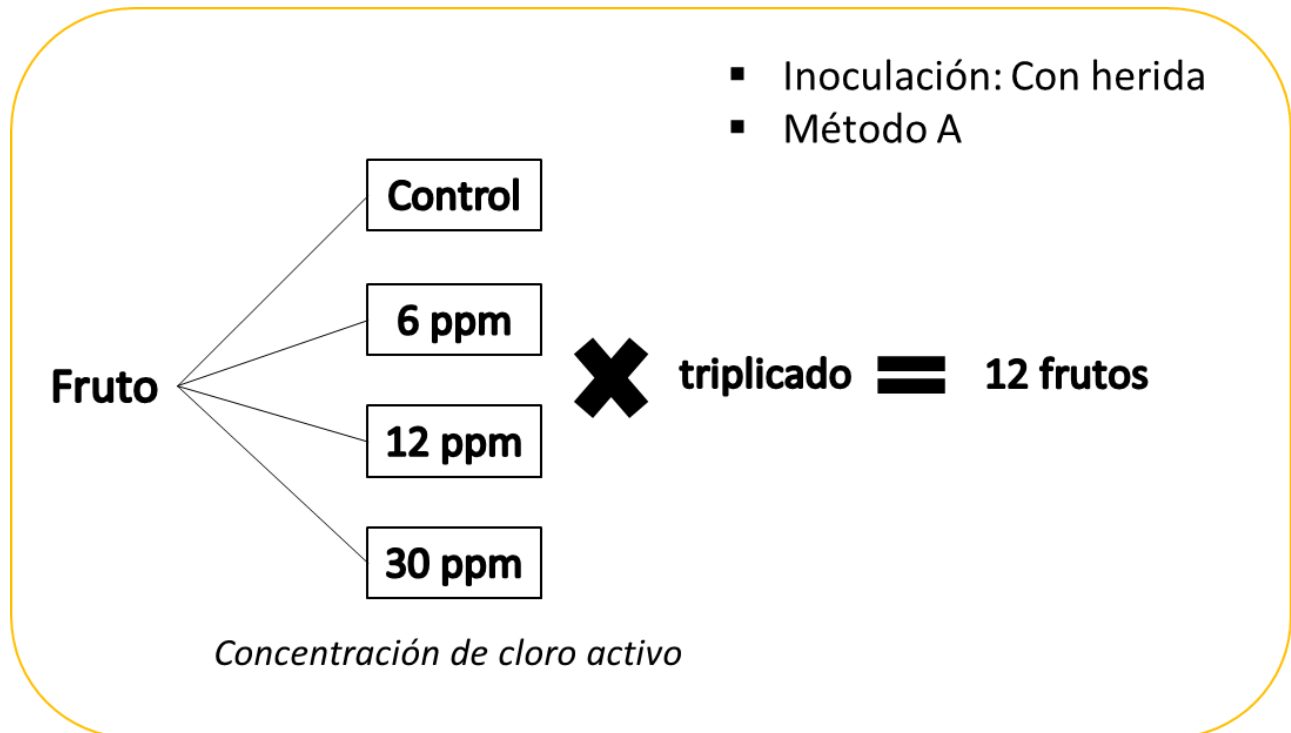 ▪ Inoculación: Con herida
▪ Método A
Control
6 ppm
Fruto
triplicado
12 frutos
12 ppm
30 ppm
Concentración de cloro activo